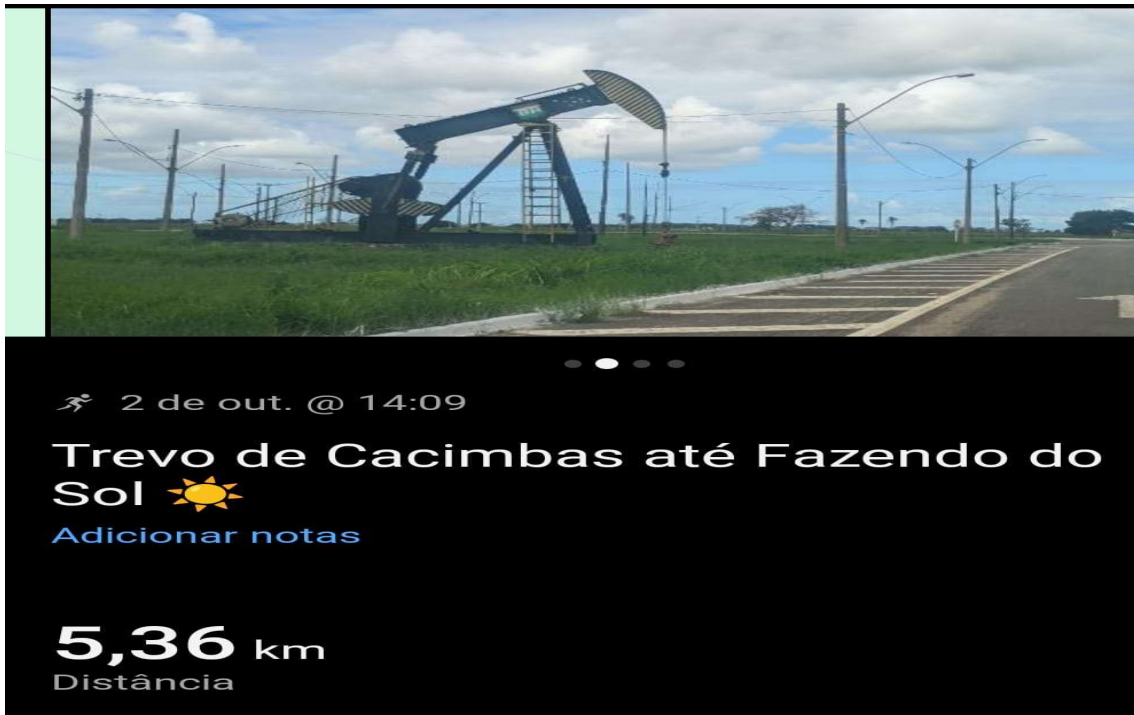 2 de out. @ 14:09
Trevo de Cacimbas até Fazendo do
Sol ☀️
Adicionar notas
5,36 km
Distância